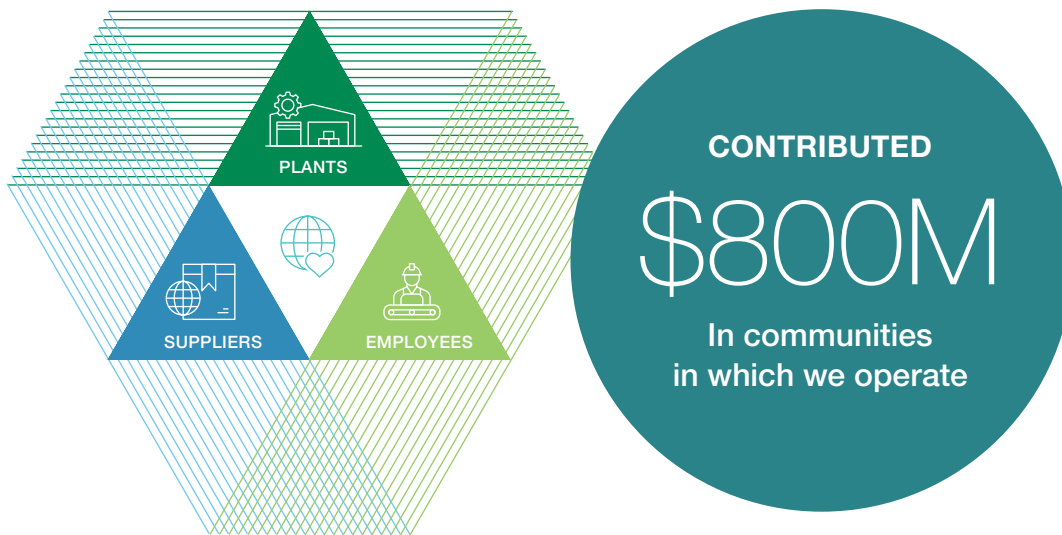 PLANTS
SUPPLIERS
EMPLOYEES
CONTRIBUTED
$800M
In communities
in which we operate